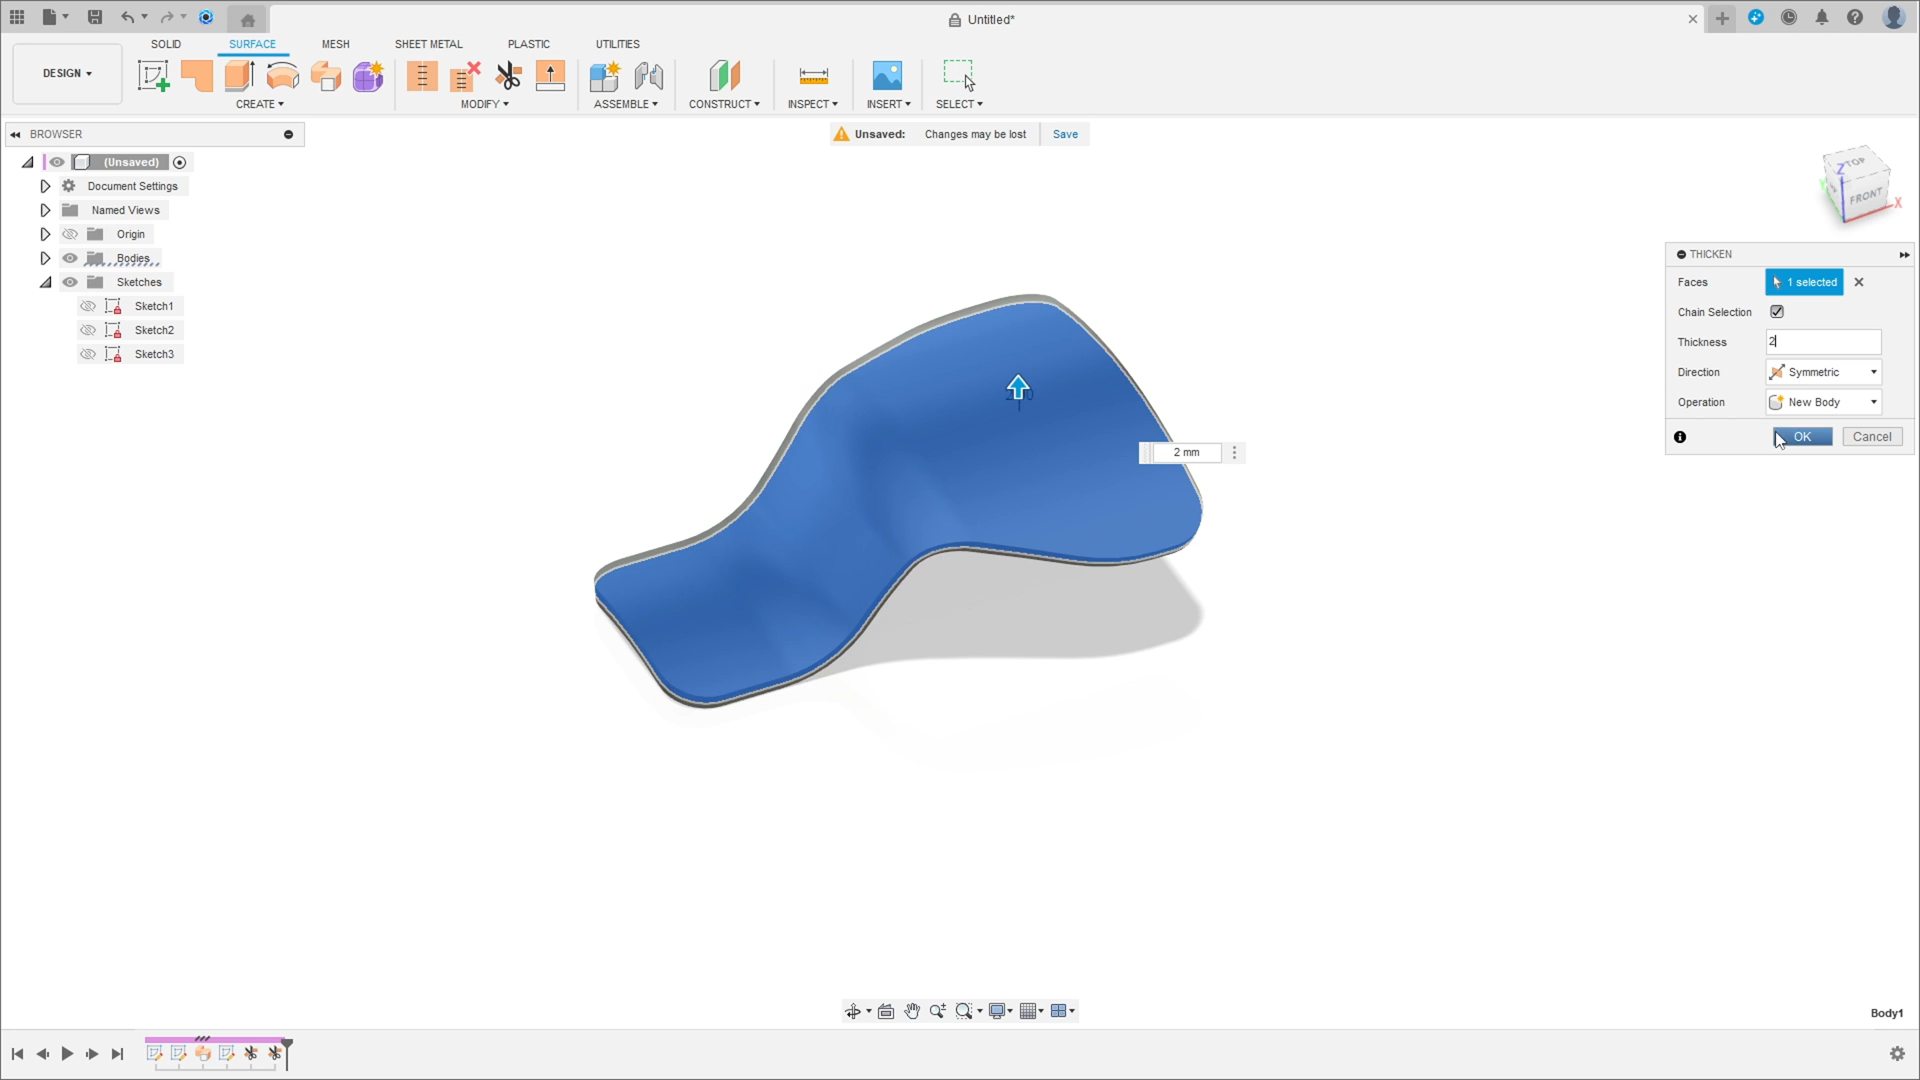 Untitled*
SOLID
SURFACE
MESH
SHEET METAL
PLASTIC
UTILITIES
DESIGN
CREATE
MODIFY
ASSEMBLE
CONSTRUCT
INSPECT
INSERT
SELECT
BROWSER
Unsaved: Changes may be lost Save
(Unsaved)
Document Settings
Named Views
Origin
Bodies
Sketches
Sketch1
Sketch2
Sketch3
TOP
Z
FRONT
X
THICKEN
Faces 1 selected
Chain Selection
Thickness 2
Direction Symmetric
Operation New Body
OK Cancel
2 mm
Body1